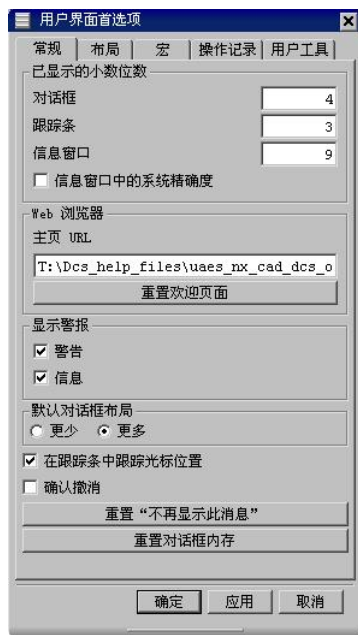 用户界面首选项
常规 布局 宏 操作记录 用户工具
已显示的小数位数
对话框 4
跟踪条 3
信息窗口 9
信息窗口中的系统精确度
Web 浏览器
主页 URL
T:\Dcs_help_files\uaes_nx_cad_dcs_o
重置欢迎页面
显示警报
警告
信息
默认对话框布局
更少 更多
在跟踪条中跟踪光标位置
确认撤消
重置“不再显示此消息”
重置对话框内存
确定 应用 取消